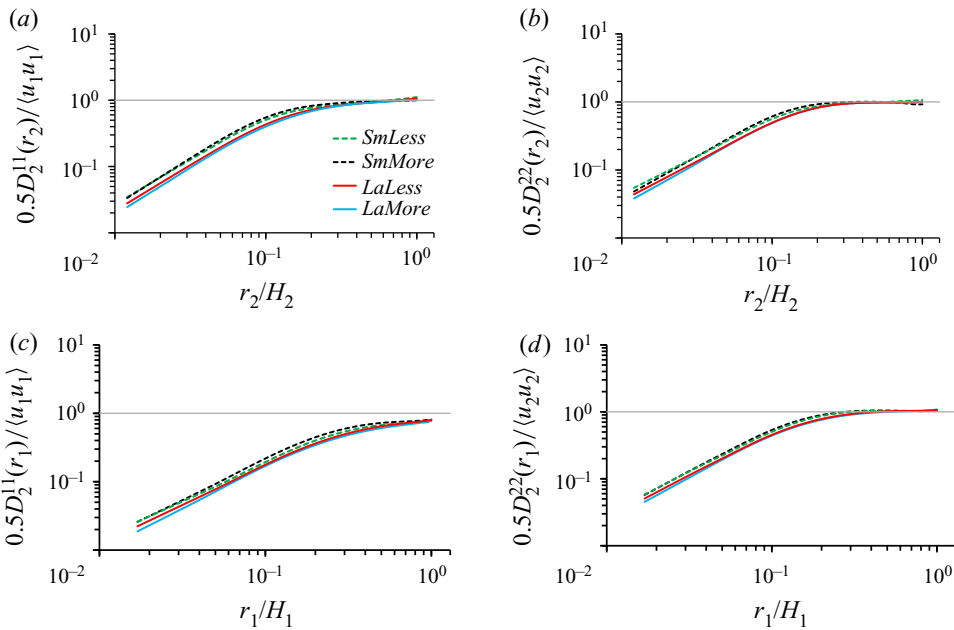 (a)
10^1
10^0
10^{-1}
10^{-2}
10^{-1}
10^0
0.5D_2^{11}(r_2)/⟨u_1u_1⟩
r_2/H_2
SmLess
SmMore
LaLess
LaMore
(b)
10^1
10^0
10^{-1}
10^{-2}
10^{-1}
10^0
0.5D_2^{22}(r_2)/⟨u_2u_2⟩
r_2/H_2
(c)
10^1
10^0
10^{-1}
10^{-2}
10^{-1}
10^0
0.5D_2^{11}(r_1)/⟨u_1u_1⟩
r_1/H_1
(d)
10^1
10^0
10^{-1}
10^{-2}
10^{-1}
10^0
0.5D_2^{22}(r_1)/⟨u_2u_2⟩
r_1/H_1